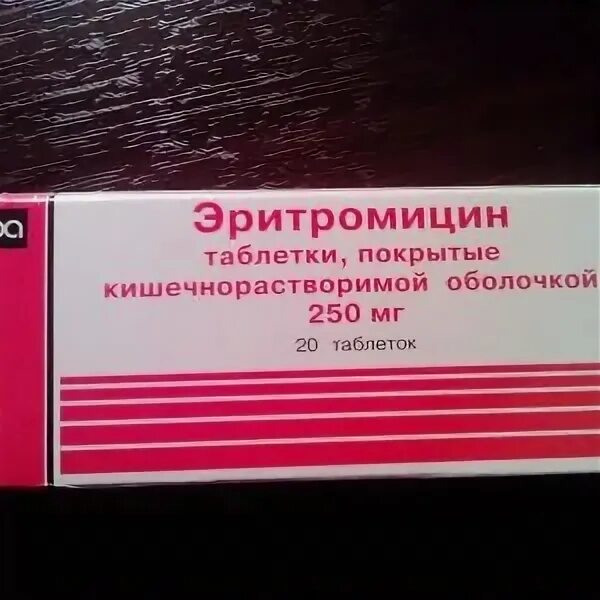 Эритромицин
таблетки, покрытые
кишечнорастворимой оболочкой
250 мг
20 таблеток